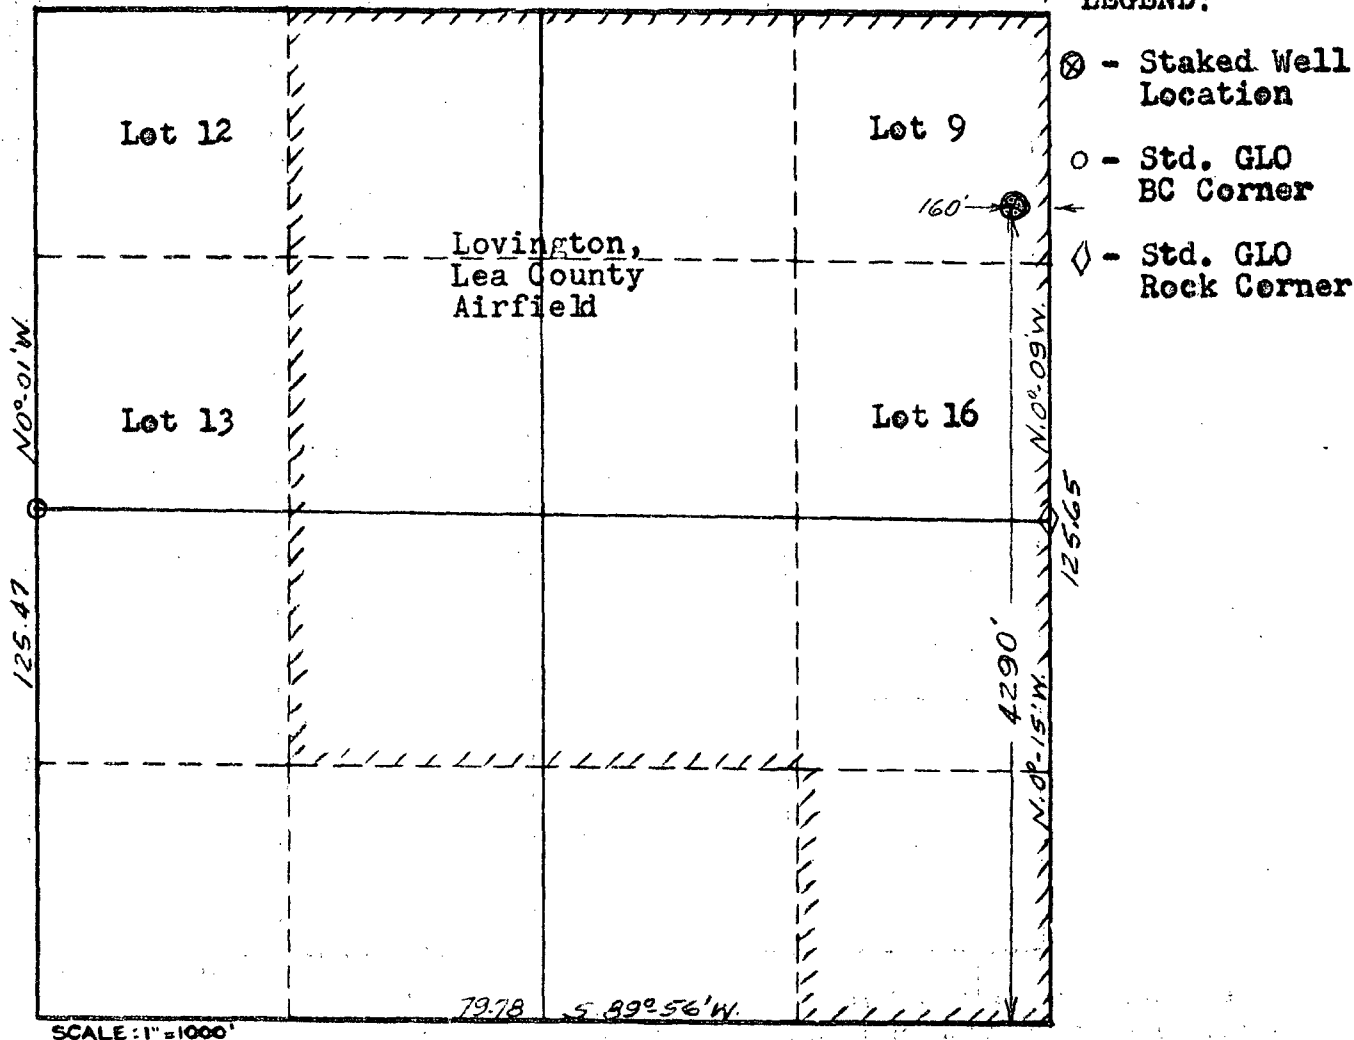 LEGEND:
⊗ - Staked Well
Location
○ - Std. GLO
BC Corner
◊ - Std. GLO
Rock Corner
Lot 12
Lot 9
160'
Lovington,
Lea County
Airfield
N0°-01'W.
N.0°-09'W.
Lot 13
Lot 16
125.65
125.47
4290'
N.0°-15'W.
79.78 S 89°-56'W.
SCALE: 1"=1000'